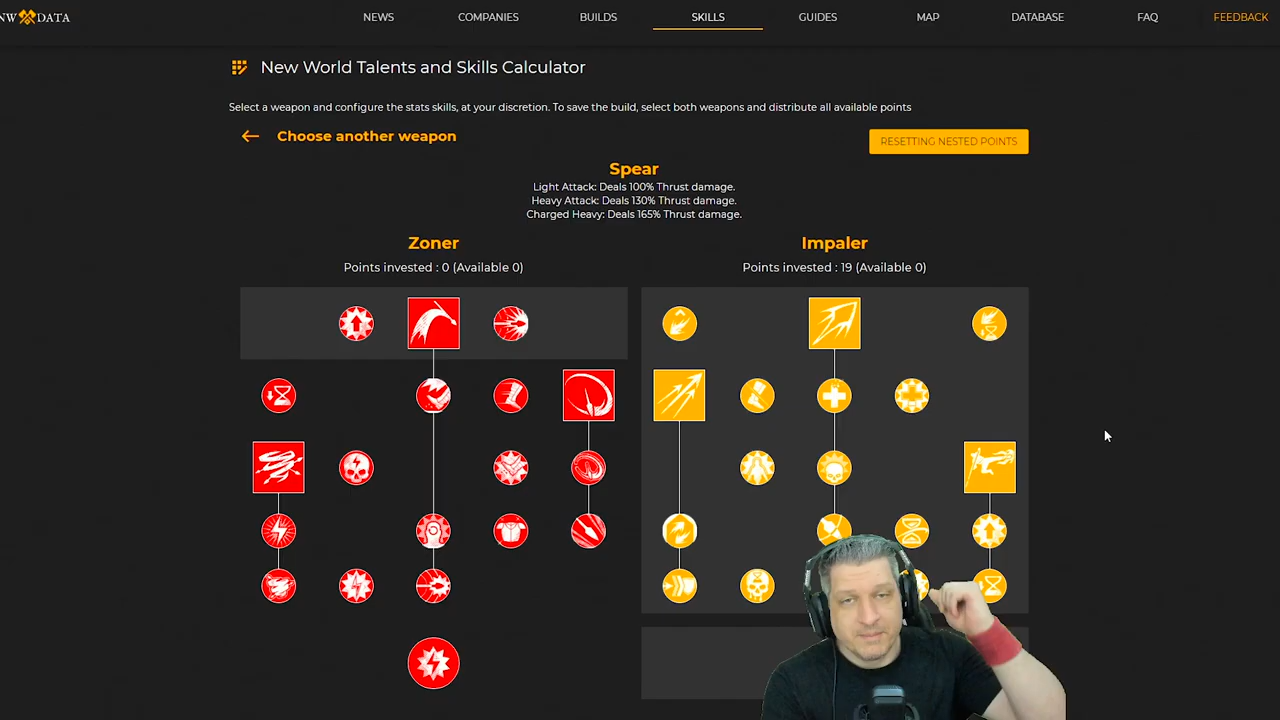 NW DATA
NEWS COMPANIES BUILDS SKILLS GUIDES MAP DATABASE FAQ FEEDBACK
New World Talents and Skills Calculator
Select a weapon and configure the stats skills, at your discretion. To save the build, select both weapons and distribute all available points
Choose another weapon
RESETTING NESTED POINTS
Spear
Light Attack: Deals 100% Thrust damage.
Heavy Attack: Deals 130% Thrust damage.
Charged Heavy: Deals 165% Thrust damage.
Zoner
Points invested : 0 (Available 0)
Impaler
Points invested : 19 (Available 0)